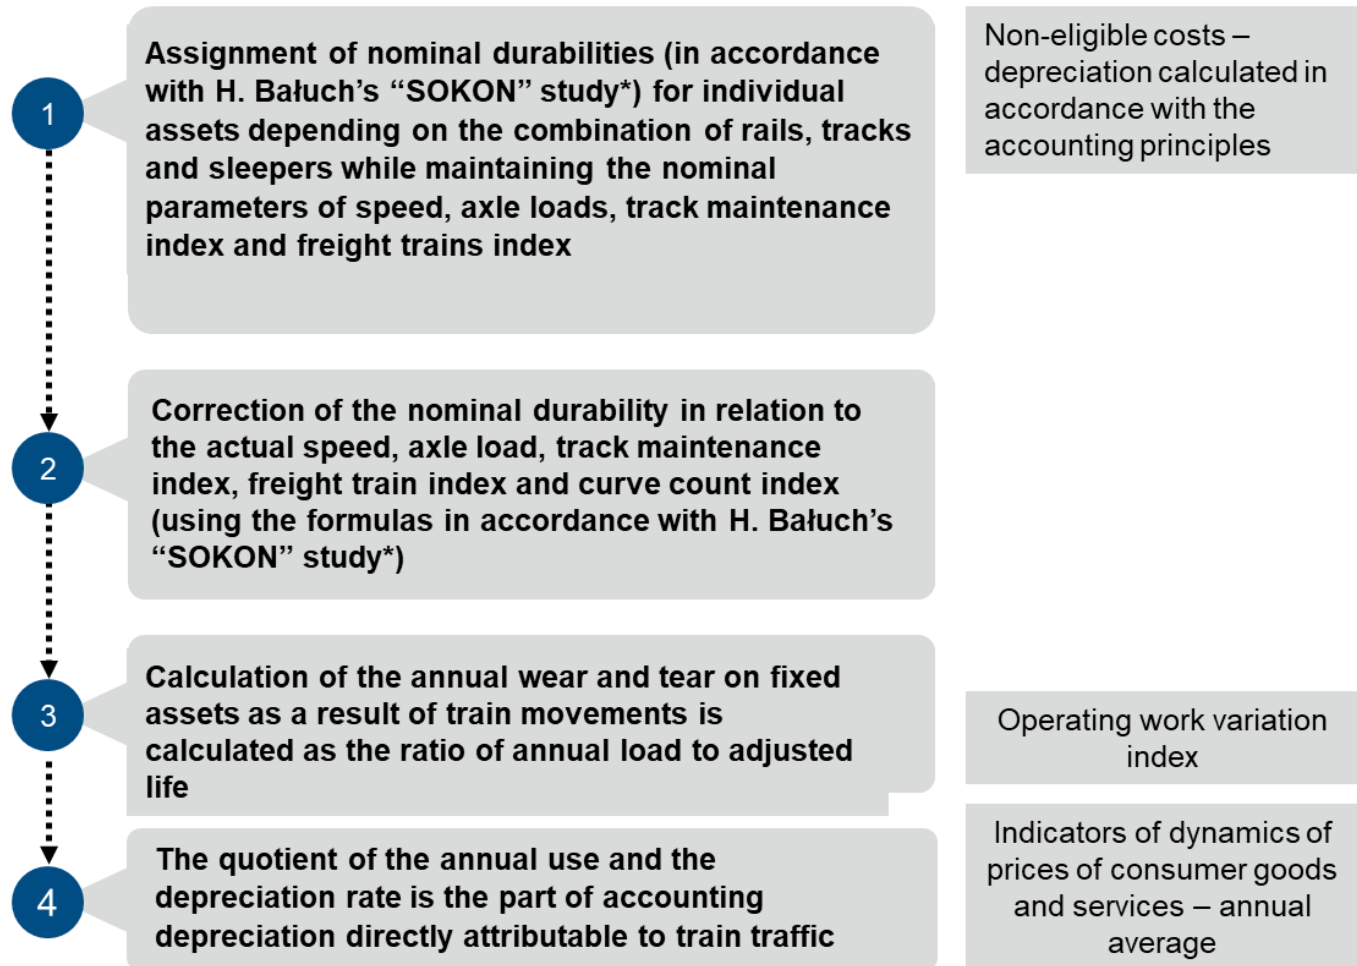 1
Assignment of nominal durabilities (in accordance
with H. Bałuch's “SOKON” study*) for individual
assets depending on the combination of rails, tracks
and sleepers while maintaining the nominal
parameters of speed, axle loads, track maintenance
index and freight trains index
Non-eligible costs –
depreciation calculated in
accordance with the
accounting principles
2
Correction of the nominal durability in relation to
the actual speed, axle load, track maintenance
index, freight train index and curve count index
(using the formulas in accordance with H. Bałuch's
“SOKON” study*)
3
Calculation of the annual wear and tear on fixed
assets as a result of train movements is
calculated as the ratio of annual load to adjusted
life
Operating work variation
index
4
The quotient of the annual use and the
depreciation rate is the part of accounting
depreciation directly attributable to train traffic
Indicators of dynamics of
prices of consumer goods
and services – annual
average